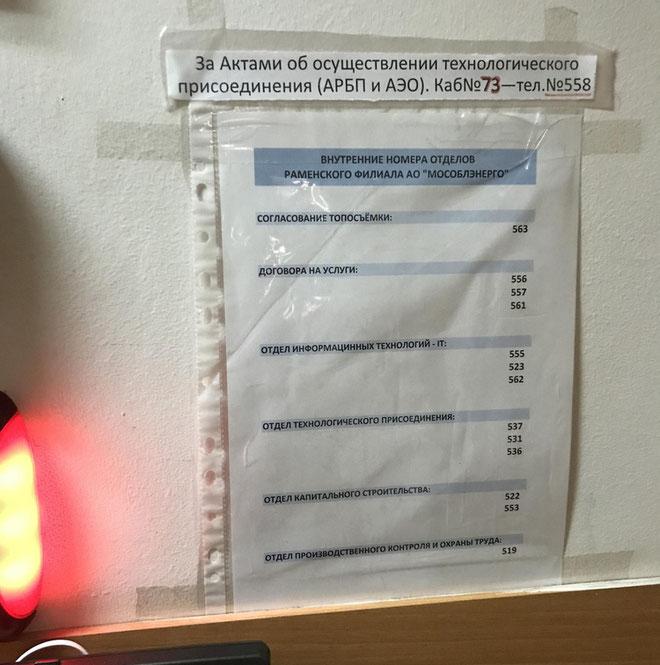 За Актами об осуществлении технологического
присоединения (АРБП и АЭО). Каб№73—тел.№558
ВНУТРЕННИЕ НОМЕРА ОТДЕЛОВ
РАМЕНСКОГО ФИЛИАЛА АО "МОСОБЛЭНЕРГО"
СОГЛАСОВАНИЕ ТОПОСЪЁМКИ:
563
ДОГОВОРА НА УСЛУГИ:
556
557
561
ОТДЕЛ ИНФОРМАЦИННЫХ ТЕХНОЛОГИЙ - IT:
555
523
562
ОТДЕЛ ТЕХНОЛОГИЧЕСКОГО ПРИСОЕДИНЕНИЯ:
537
531
536
ОТДЕЛ КАПИТАЛЬНОГО СТРОИТЕЛЬСТВА:
522
553
ОТДЕЛ ПРОИЗВОДСТВЕННОГО КОНТРОЛЯ И ОХРАНЫ ТРУДА:
519